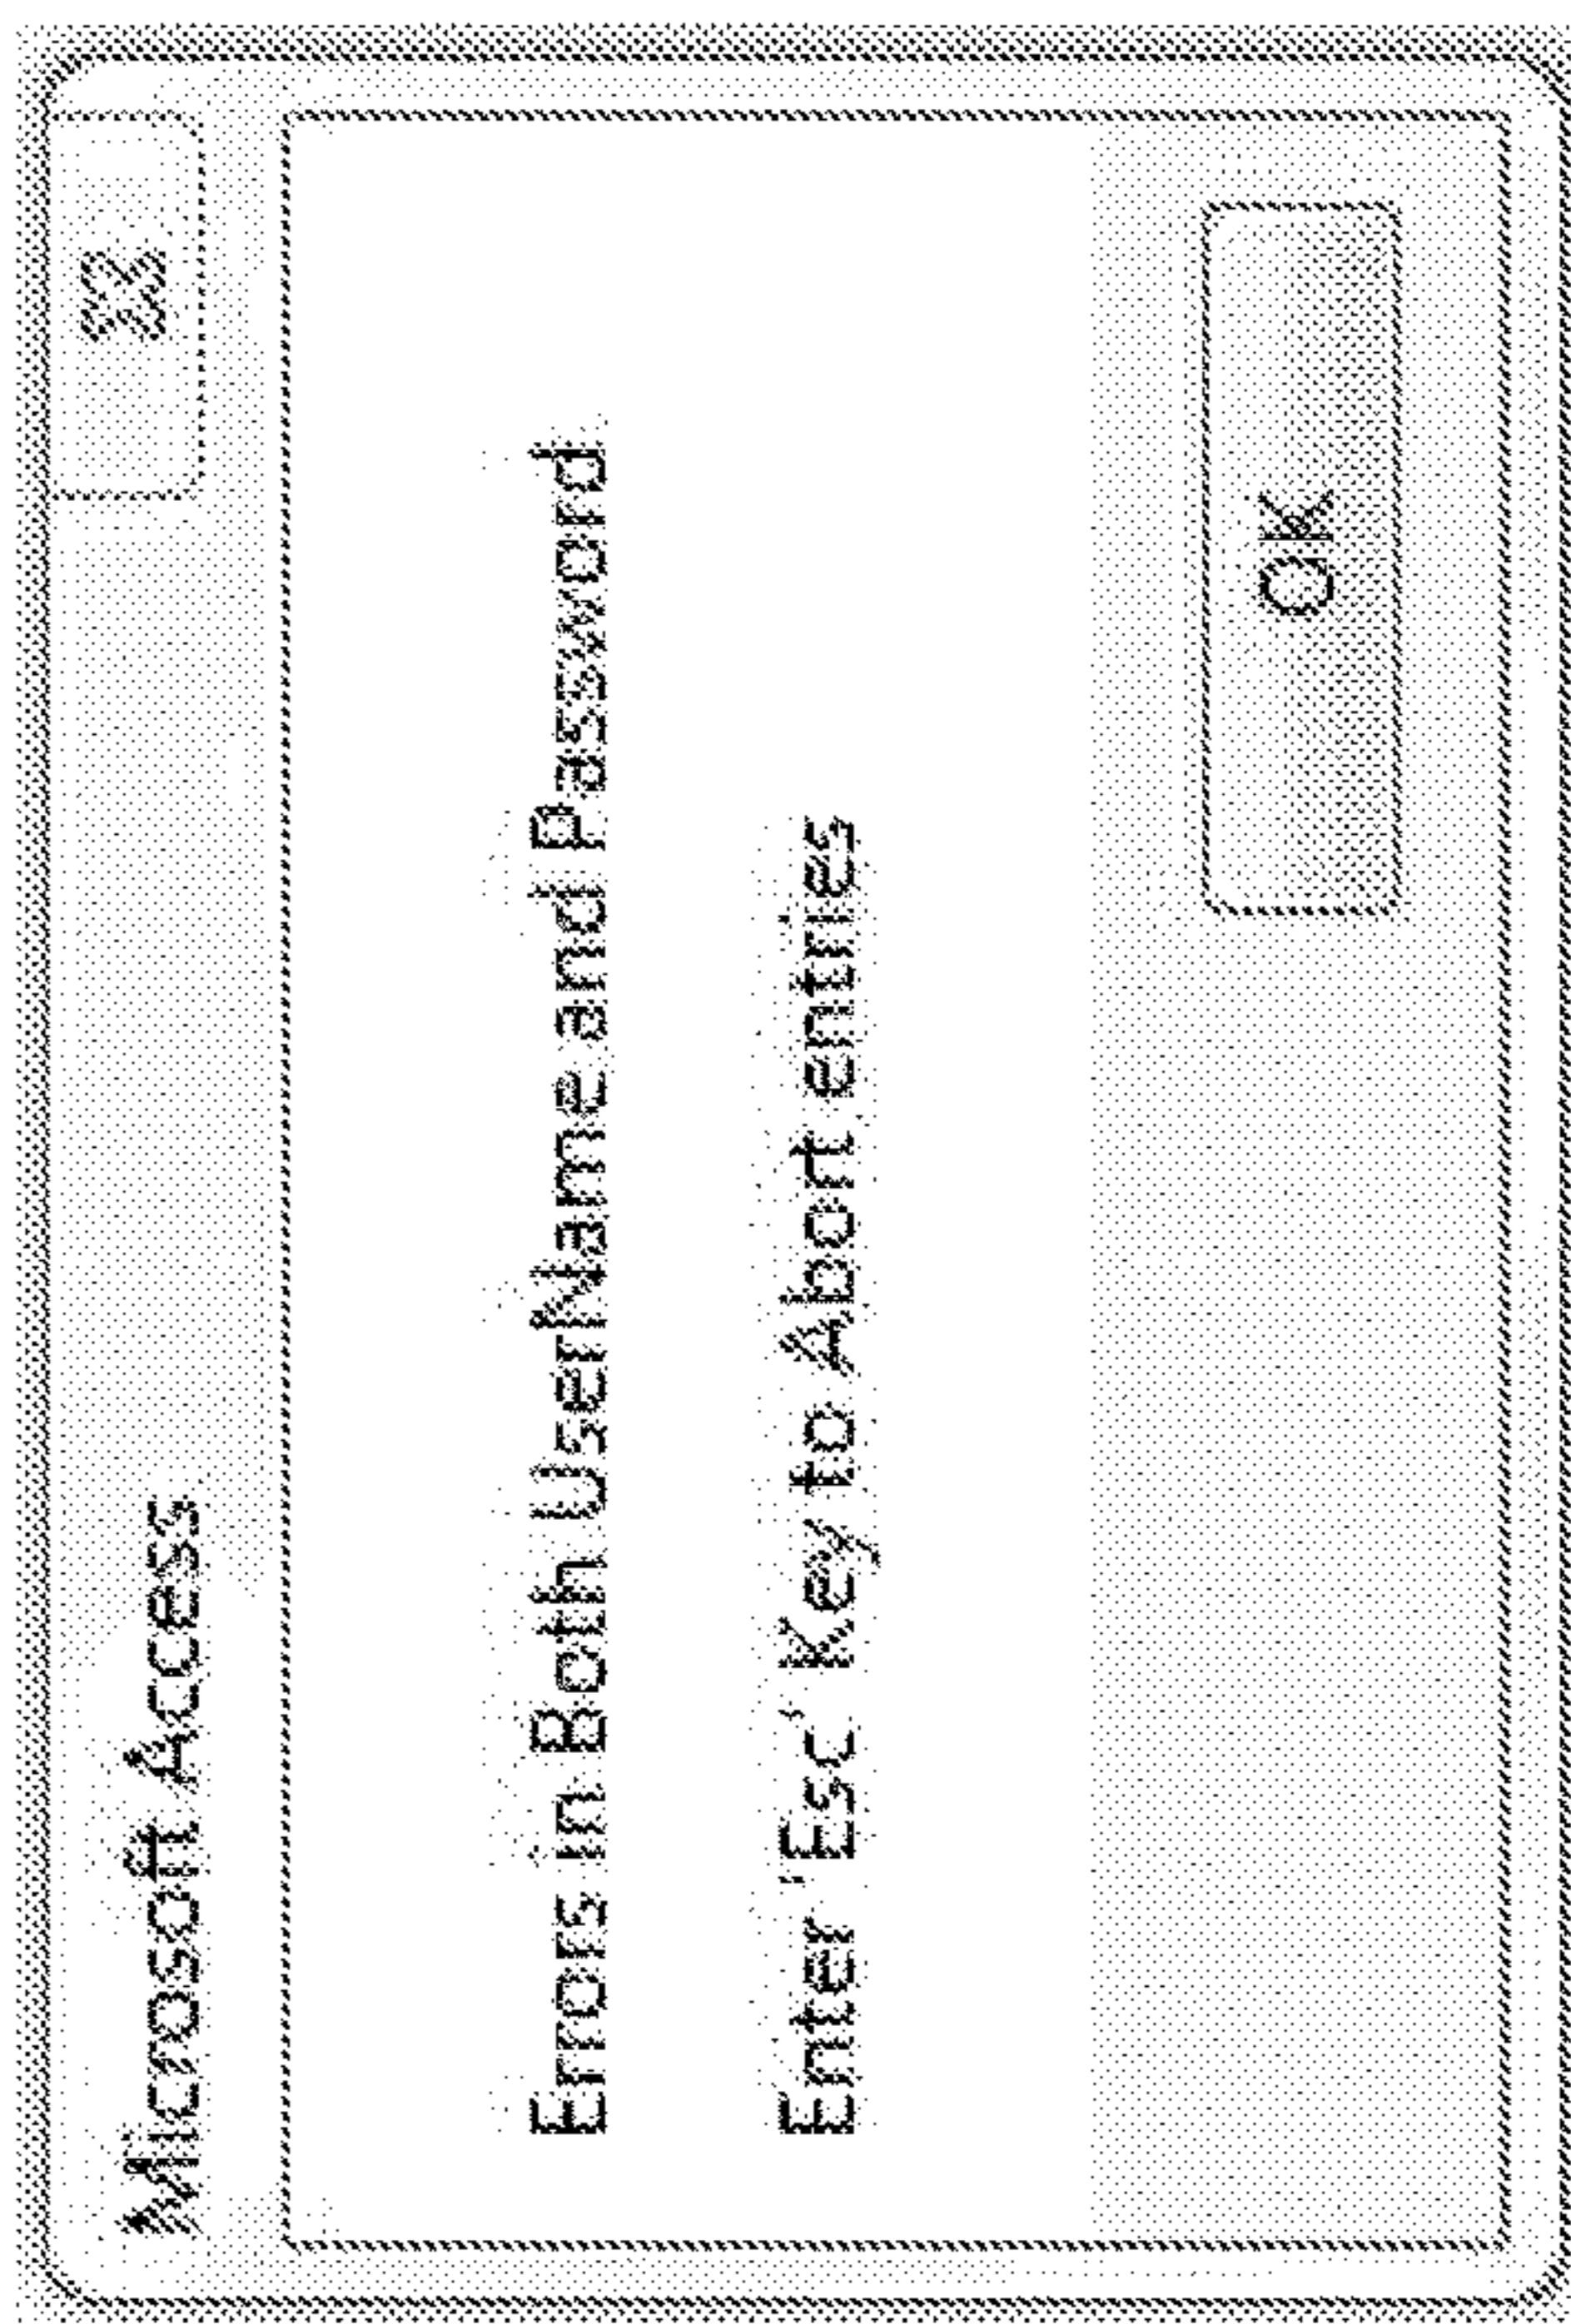 Microsoft Access
Errors in Both UserName and Password
Enter 'Esc' Key to Abort entries
OK